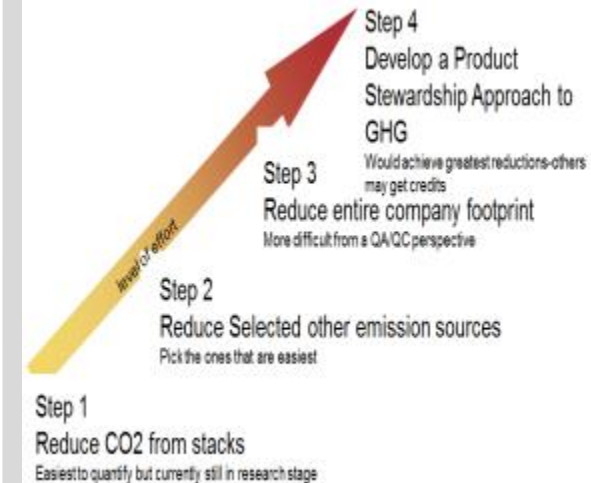 Step 4
Develop a Product
Stewardship Approach to
GHG
Would achieve greatest reductions-others
may get credits
Step 3
Reduce entire company footprint
More difficult from a QA/QC perspective
level of effort
Step 2
Reduce Selected other emission sources
Pick the ones that are easiest
Step 1
Reduce CO2 from stacks
Easiest to quantify but currently still in research stage